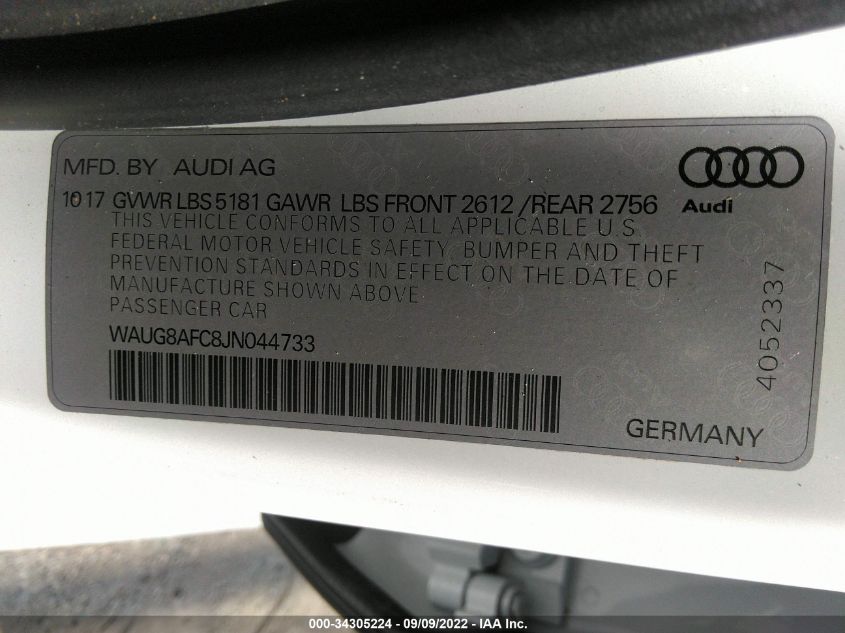 MFD. BY AUDI AG
10 17 GVWR LBS 5181 GAWR LBS FRONT 2612 /REAR 2756
Audi
THIS VEHICLE CONFORMS TO ALL APPLICABLE U.S.
FEDERAL MOTOR VEHICLE SAFETY, BUMPER AND THEFT
PREVENTION STANDARDS IN EFFECT ON THE DATE OF
MANUFACTURE SHOWN ABOVE
PASSENGER CAR
WAUG8AFC8JN044733
4052337
GERMANY
000-34305224 - 09/09/2022 - IAA Inc.